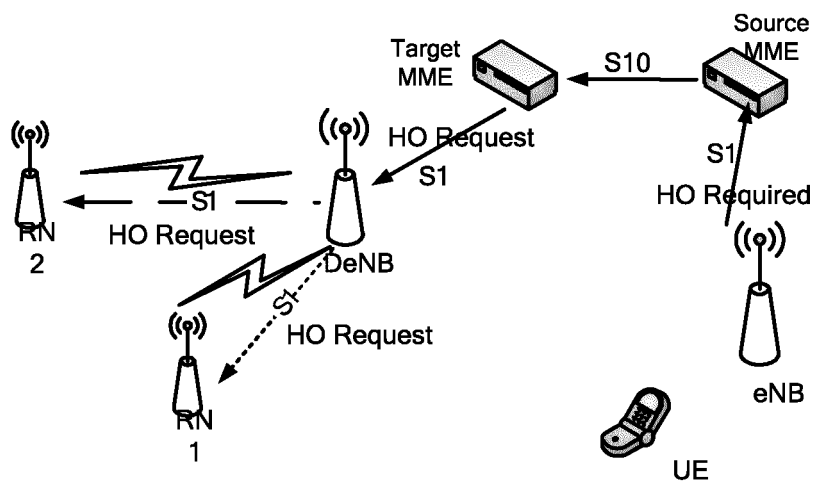 Source
MME
Target
MME
S10
HO Request
S1
S1
HO Required
S1
HO Request
RN
2
DeNB
S1
HO Request
RN
1
eNB
UE